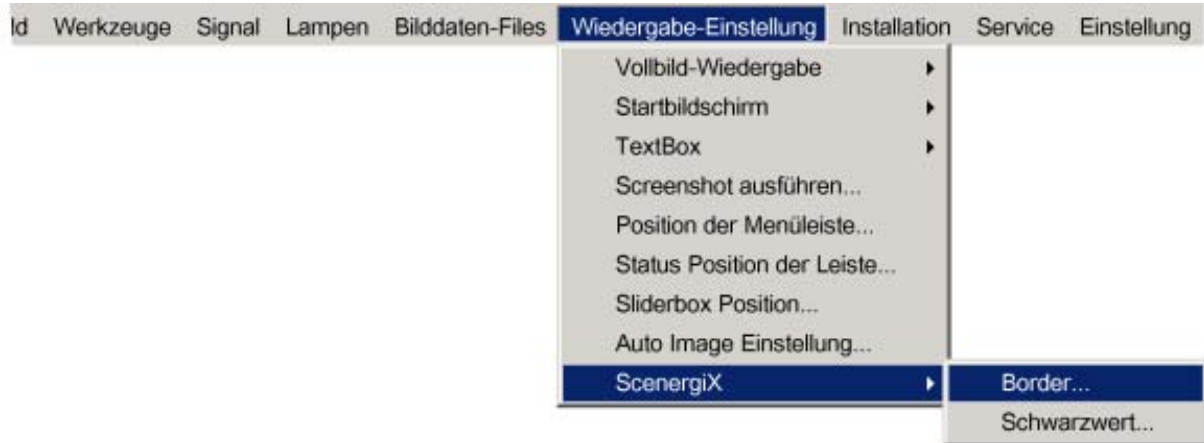 ld Werkzeuge Signal Lampen Bilddaten-Files Wiedergabe-Einstellung Installation Service Einstellung
Vollbild-Wiedergabe
Startbildschirm
TextBox
Screenshot ausführen...
Position der Menüleiste...
Status Position der Leiste...
Sliderbox Position...
Auto Image Einstellung...
ScenergiX Border...
Schwarzwert...